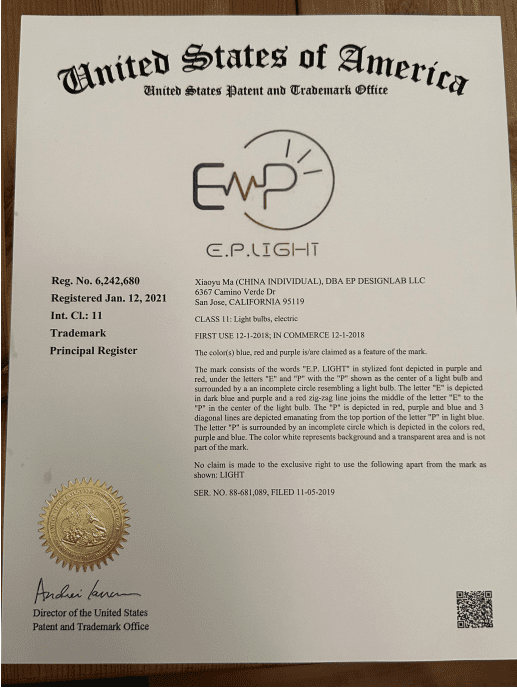 United States of America
United States Patent and Trademark Office
E P
E.P.LIGHT
Reg. No. 6,242,680
Registered Jan. 12, 2021
Int. Cl.: 11
Trademark
Principal Register
Xiaoyu Ma (CHINA INDIVIDUAL), DBA EP DESIGNLAB LLC
6367 Camino Verde Dr
San Jose, CALIFORNIA 95119
CLASS 11: Light bulbs, electric
FIRST USE 12-1-2018; IN COMMERCE 12-1-2018
The color(s) blue, red and purple is/are claimed as a feature of the mark.
The mark consists of the words "E.P. LIGHT" in stylized font depicted in purple and
red, under the letters "E" and "P" with the "P" shown as the center of a light bulb and
surrounded by a an incomplete circle resembling a light bulb. The letter "E" is depicted
in dark blue and purple and a red zig-zag line joins the middle of the letter "E" to the
"P" in the center of the light bulb. The "P" is depicted in red, purple and blue and 3
diagonal lines are depicted emanating from the top portion of the letter "P" in light blue.
The letter "P" is surrounded by an incomplete circle which is depicted in the colors red,
purple and blue. The color white represents background and a transparent area and is not
part of the mark.
No claim is made to the exclusive right to use the following apart from the mark as
shown: LIGHT
SER. NO. 88-681,089, FILED 11-05-2019
Director of the United States
Patent and Trademark Office